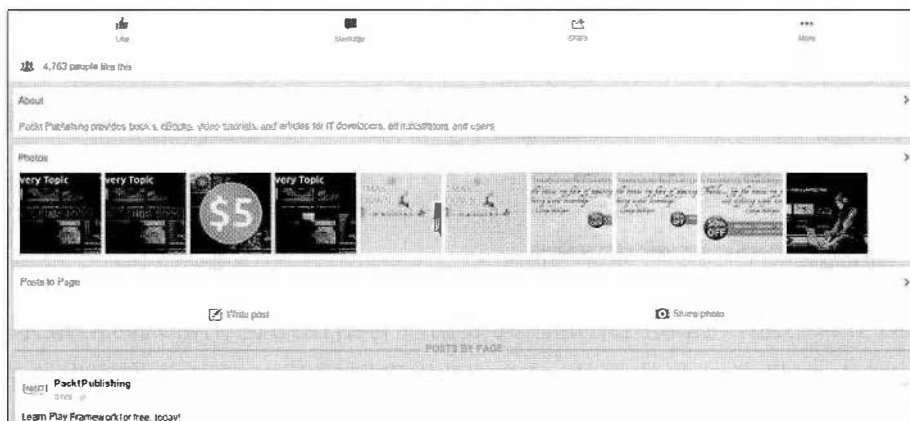 Like Message Share More
4,763 people like this
About
Packt Publishing provides books, eBooks, video tutorials, and articles for IT developers, administrators, and users
Photos
very Topic very Topic $5 very Topic
OFF
Posts to Page
Write post Share photo
POSTS BY PAGE
PacktPublishing
Learn Play Framework for free, today!